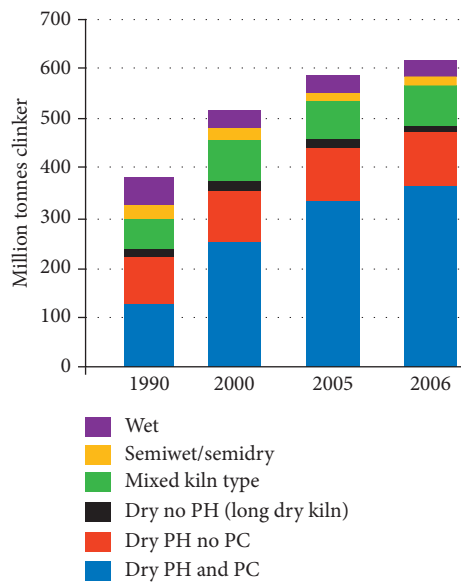 Million tonnes clinker
700
600
500
400
300
200
100
0
1990 2000 2005 2006
Wet
Semiwet/semidry
Mixed kiln type
Dry no PH (long dry kiln)
Dry PH no PC
Dry PH and PC